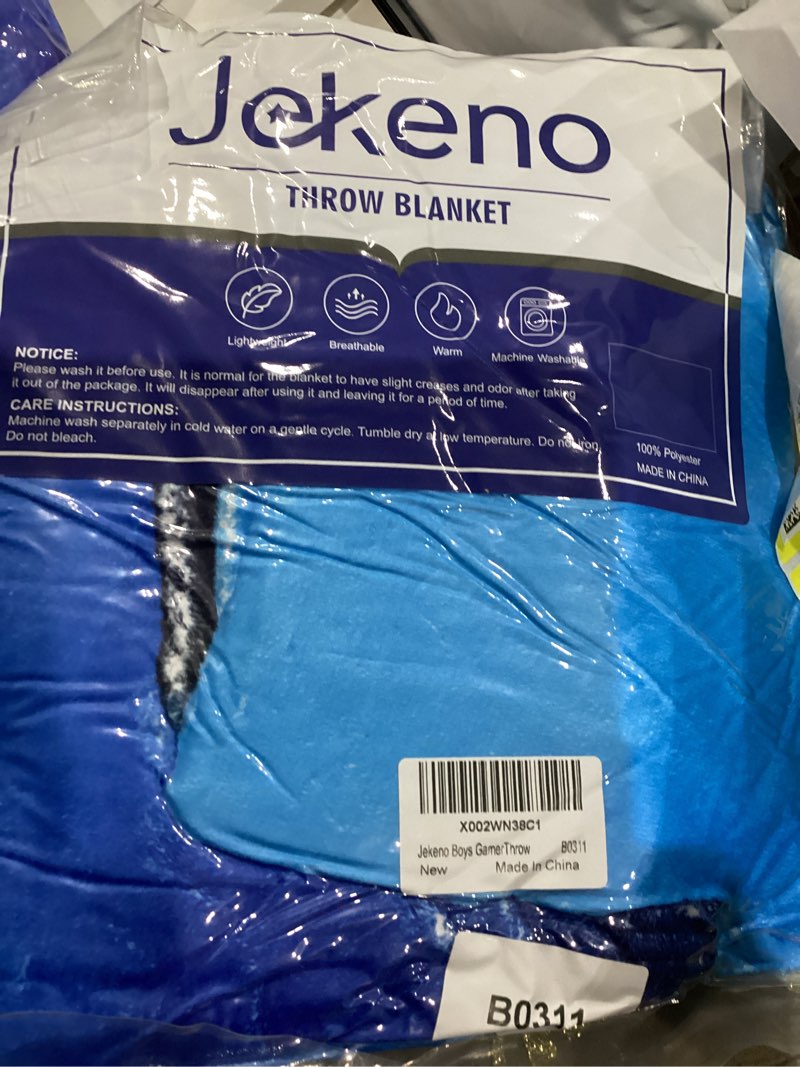 Jekeno
THROW BLANKET
Lightweight
Breathable
Warm
Machine Washable
NOTICE:
Please wash it before use. It is normal for the blanket to have slight creases and odor after taking
it out of the package. It will disappear after using it and leaving it for a period of time.
CARE INSTRUCTIONS:
Machine wash separately in cold water on a gentle cycle. Tumble dry at low temperature. Do not iron.
Do not bleach.
100% Polyester
MADE IN CHINA
X002WN38C1
Jekeno Boys GamerThrow B0311
New Made in China
B0311